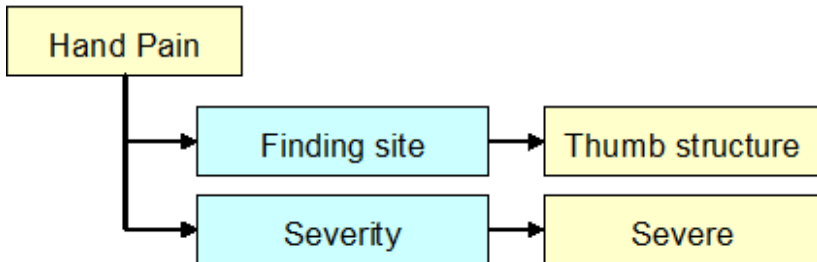 Hand Pain
Finding site
Thumb structure
Severity
Severe